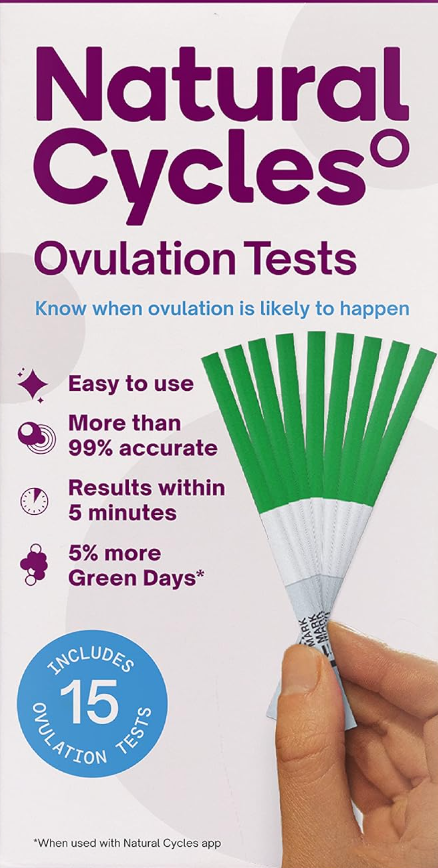 Natural
Cycles°
Ovulation Tests
Know when ovulation is likely to happen
Easy to use
More than
99% accurate
Results within
5 minutes
5% more
Green Days*
INCLUDES
15
OVULATION TESTS
MARK
MARK
MARK
*When used with Natural Cycles app